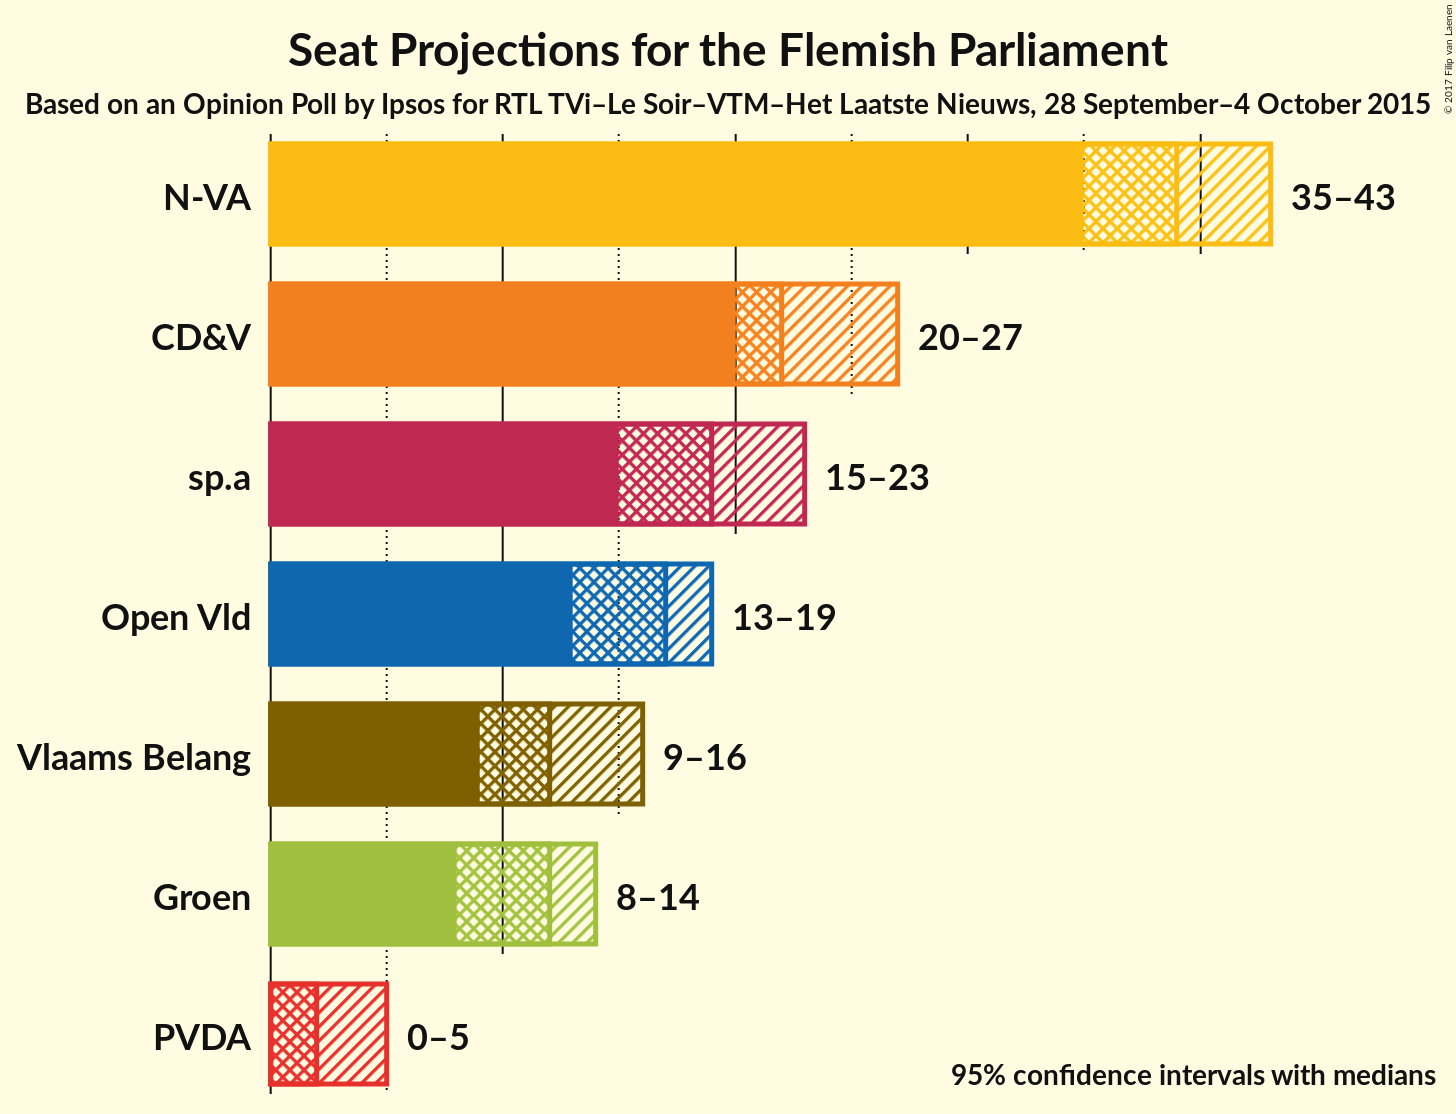 Seat Projections for the Flemish Parliament
Based on an Opinion Poll by Ipsos for RTL TVi–Le Soir–VTM–Het Laatste Nieuws, 28 September–4 October 2015
© 2017 Filip van Laenen
N-VA 35–43
CD&V 20–27
sp.a 15–23
Open Vld 13–19
Vlaams Belang 9–16
Groen 8–14
PVDA 0–5
95% confidence intervals with medians